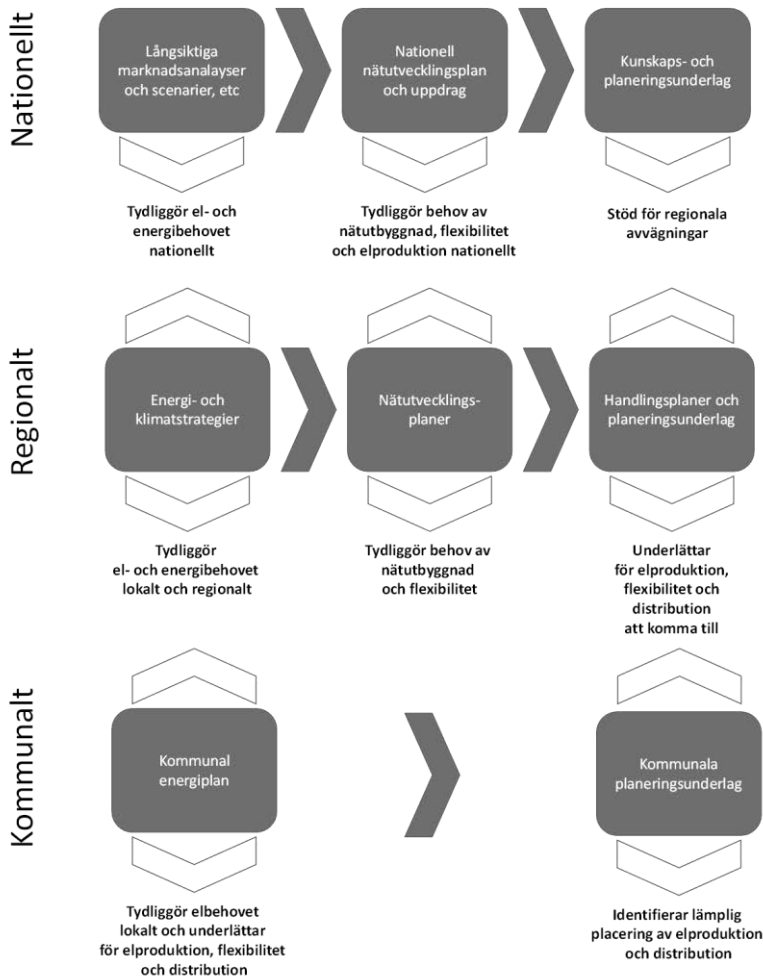 Nationellt
Långsiktiga
marknadsanalayser
och scenarier, etc
Nationell
nätutvecklingsplan
och uppdrag
Kunskaps- och
planeringsunderlag
Tydliggör el- och
energibehovet
nationellt
Tydliggör behov av
nätutbyggnad, flexibilitet
och elproduktion nationellt
Stöd för regionala
avvägningar
Regionalt
Energi- och
klimatstrategier
Nätutvecklings-
planer
Handlingsplaner och
planeringsunderlag
Tydliggör
el- och energibehovet
lokalt och regionalt
Tydliggör behov av
nätutbyggnad
och flexibilitet
Underlättar
för elproduktion,
flexibilitet och
distribution
att komma till
Kommunalt
Kommunal
energiplan
Kommunala
planeringsunderlag
Tydliggör elbehovet
lokalt och underlättar
för elproduktion, flexibilitet
och distribution
Identifierar lämplig
placering av elproduktion
och distribution